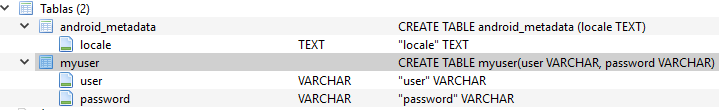 Tablas (2)
android_metadata CREATE TABLE android_metadata (locale TEXT)
locale TEXT "locale" TEXT
myuser CREATE TABLE myuser(user VARCHAR, password VARCHAR)
user VARCHAR "user" VARCHAR
password VARCHAR "password" VARCHAR